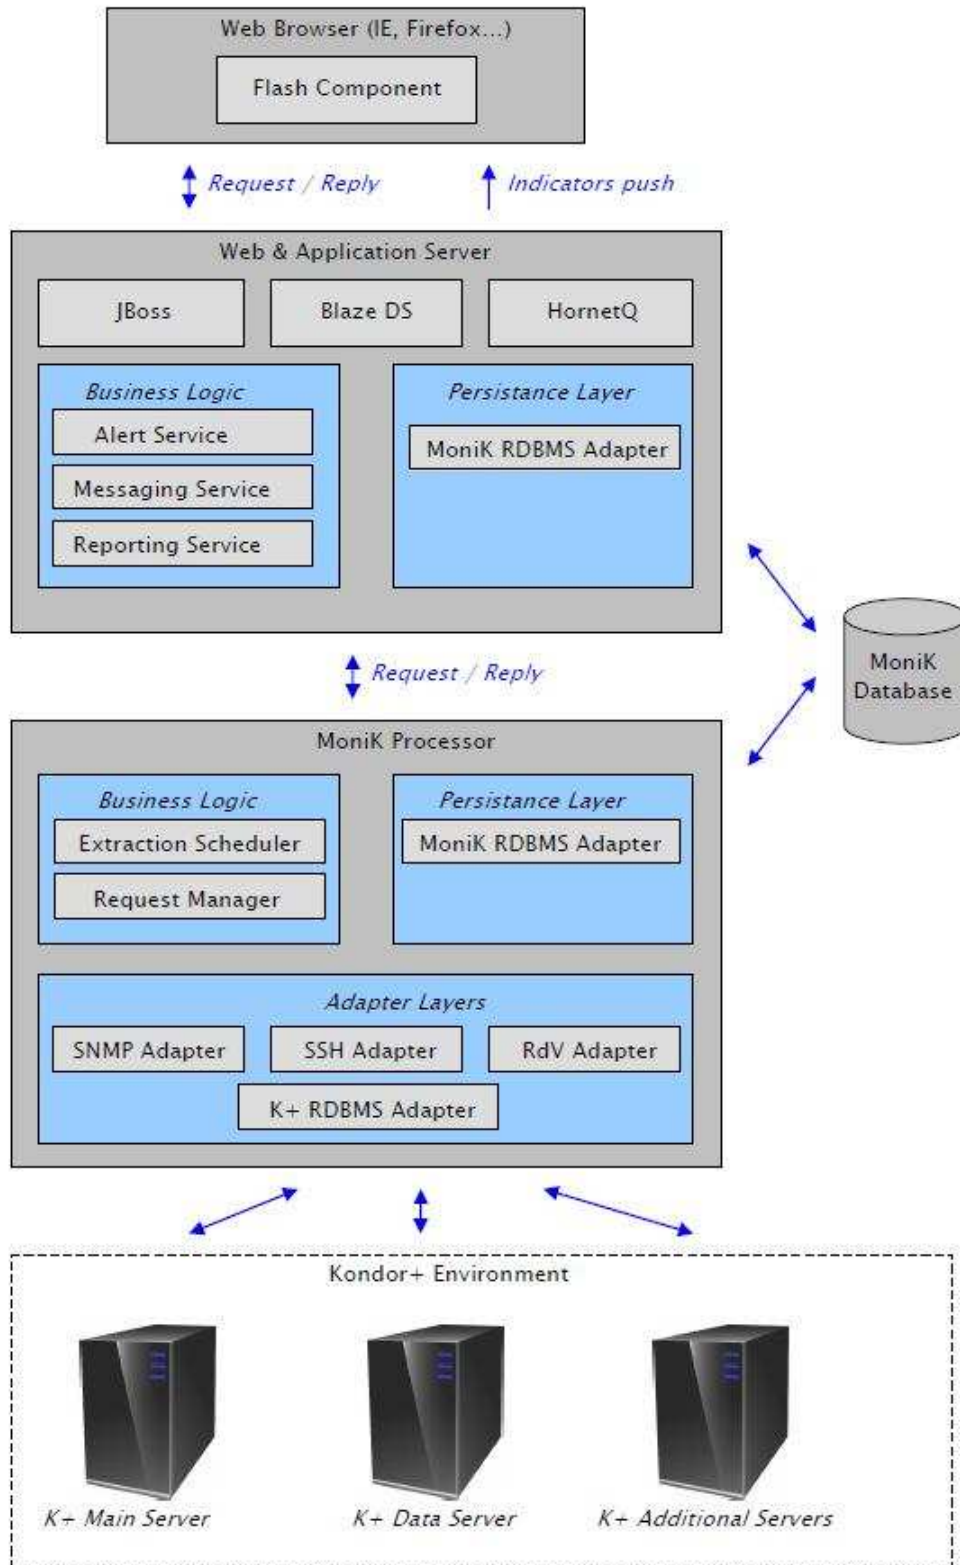 Web Browser (IE, Firefox...)
Flash Component
Request / Reply
Indicators push
Web & Application Server
JBoss
Blaze DS
HornetQ
Business Logic
Persistance Layer
Alert Service
MoniK RDBMS Adapter
Messaging Service
Reporting Service
MoniK
Database
Request / Reply
MoniK Processor
Business Logic
Persistance Layer
Extraction Scheduler
MoniK RDBMS Adapter
Request Manager
Adapter Layers
SNMP Adapter
SSH Adapter
RdV Adapter
K+ RDBMS Adapter
Kondor+ Environment
K+ Main Server
K+ Data Server
K+ Additional Servers